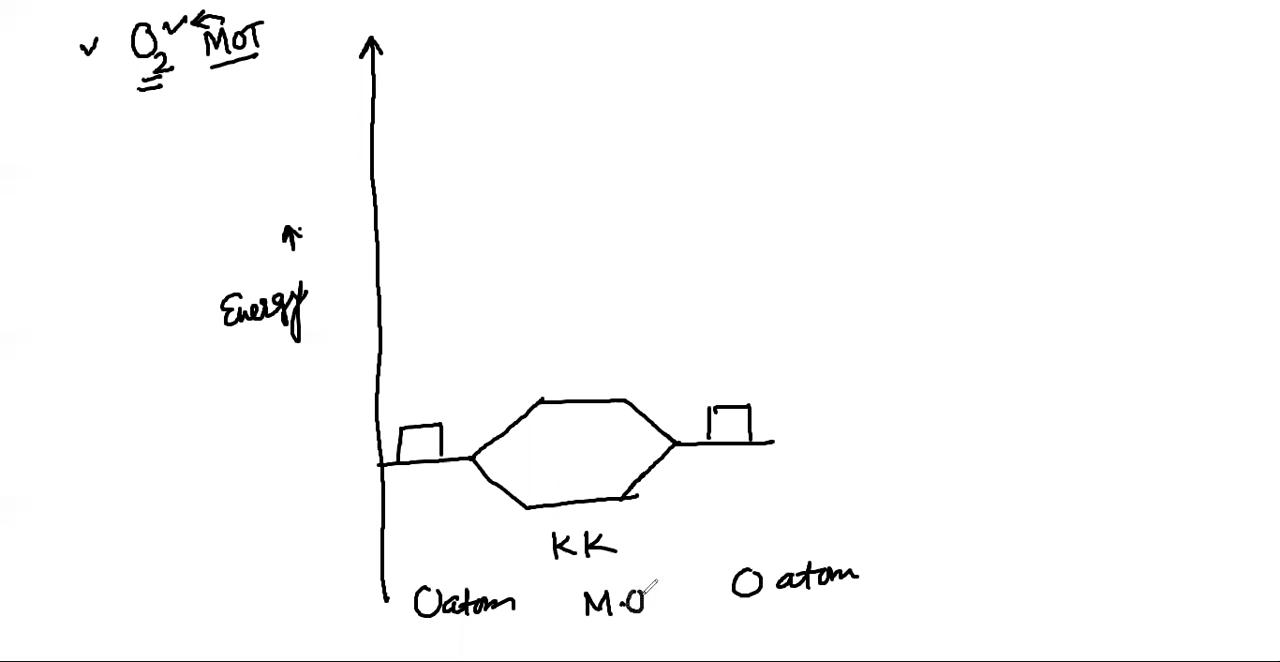 ✓ O₂ ✓ ← MOT
↑
Energy
KK
O atom M.O O atom